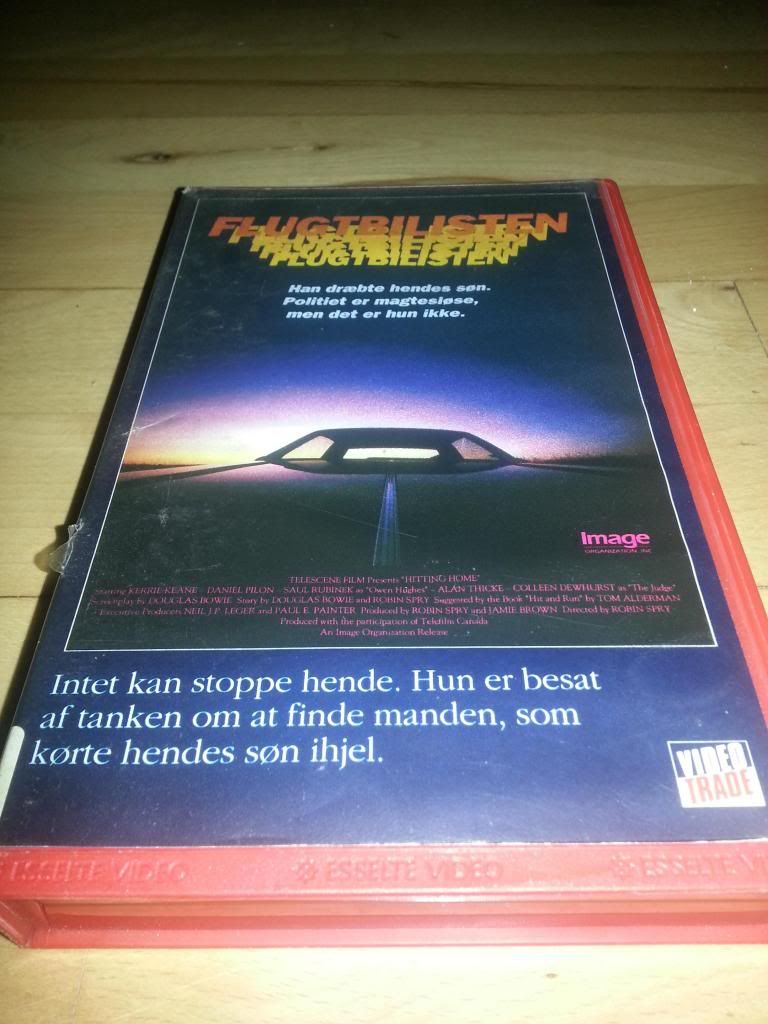 FLUGTBILISTEN
Han dræbte hendes søn.
Politiet er magtesløse,
men det er hun ikke.
Image
ORGANIZATION, INC
TELESCENE FILM Presents "HITTING HOME"
Starring KERRIE KEANE - DANIEL PILON - SAUL RUBINEK as "Owen Hughes" - ALAN THICKE - COLLEEN DEWHURST as "The Judge"
Screenplay by DOUGLAS BOWIE Story by DOUGLAS BOWIE and ROBIN SPRY Suggested by the Book "Hit and Run" by TOM ALDERMAN
- Executive Producers NEIL J.P. LEGER and PAUL E. PAINTER Produced by ROBIN SPRY and JAMIE BROWN Directed by ROBIN SPRY
Produced with the participation of Telefilm Canada
An Image Organization Release
Intet kan stoppe hende. Hun er besat
af tanken om at finde manden, som
kørte hendes søn ihjel.
VIDEO
TRADE
ESSELTE VIDEO ESSELTE VIDEO ESSELTE VI